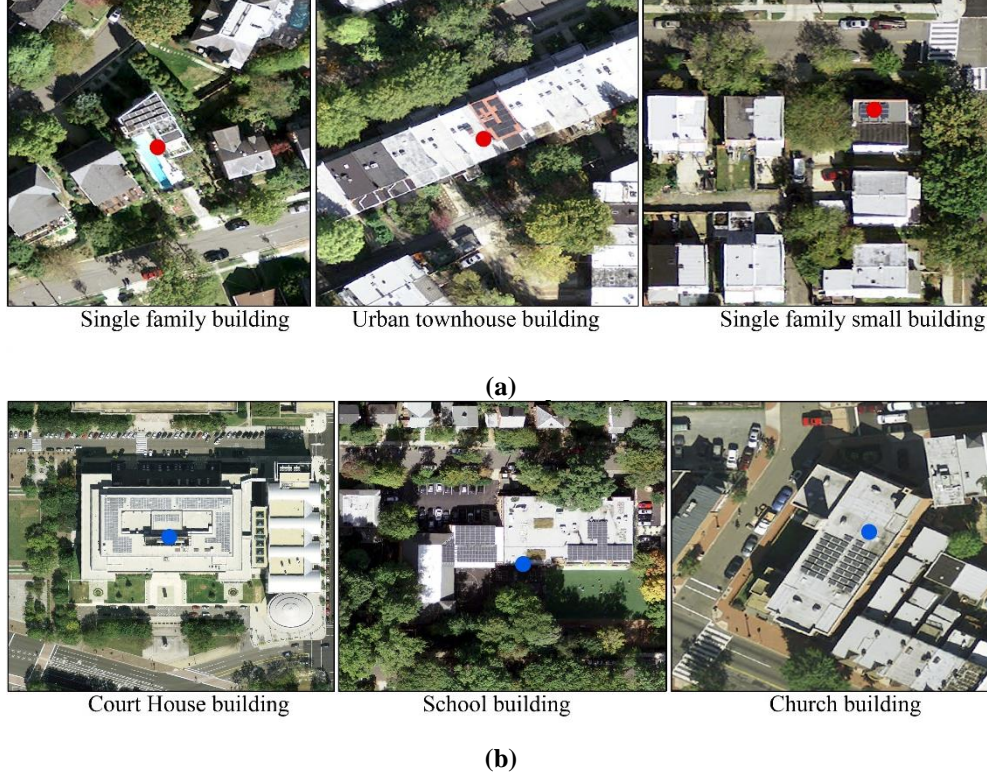 Single family building
Urban townhouse building
Single family small building
(a)
Court House building
School building
Church building
(b)